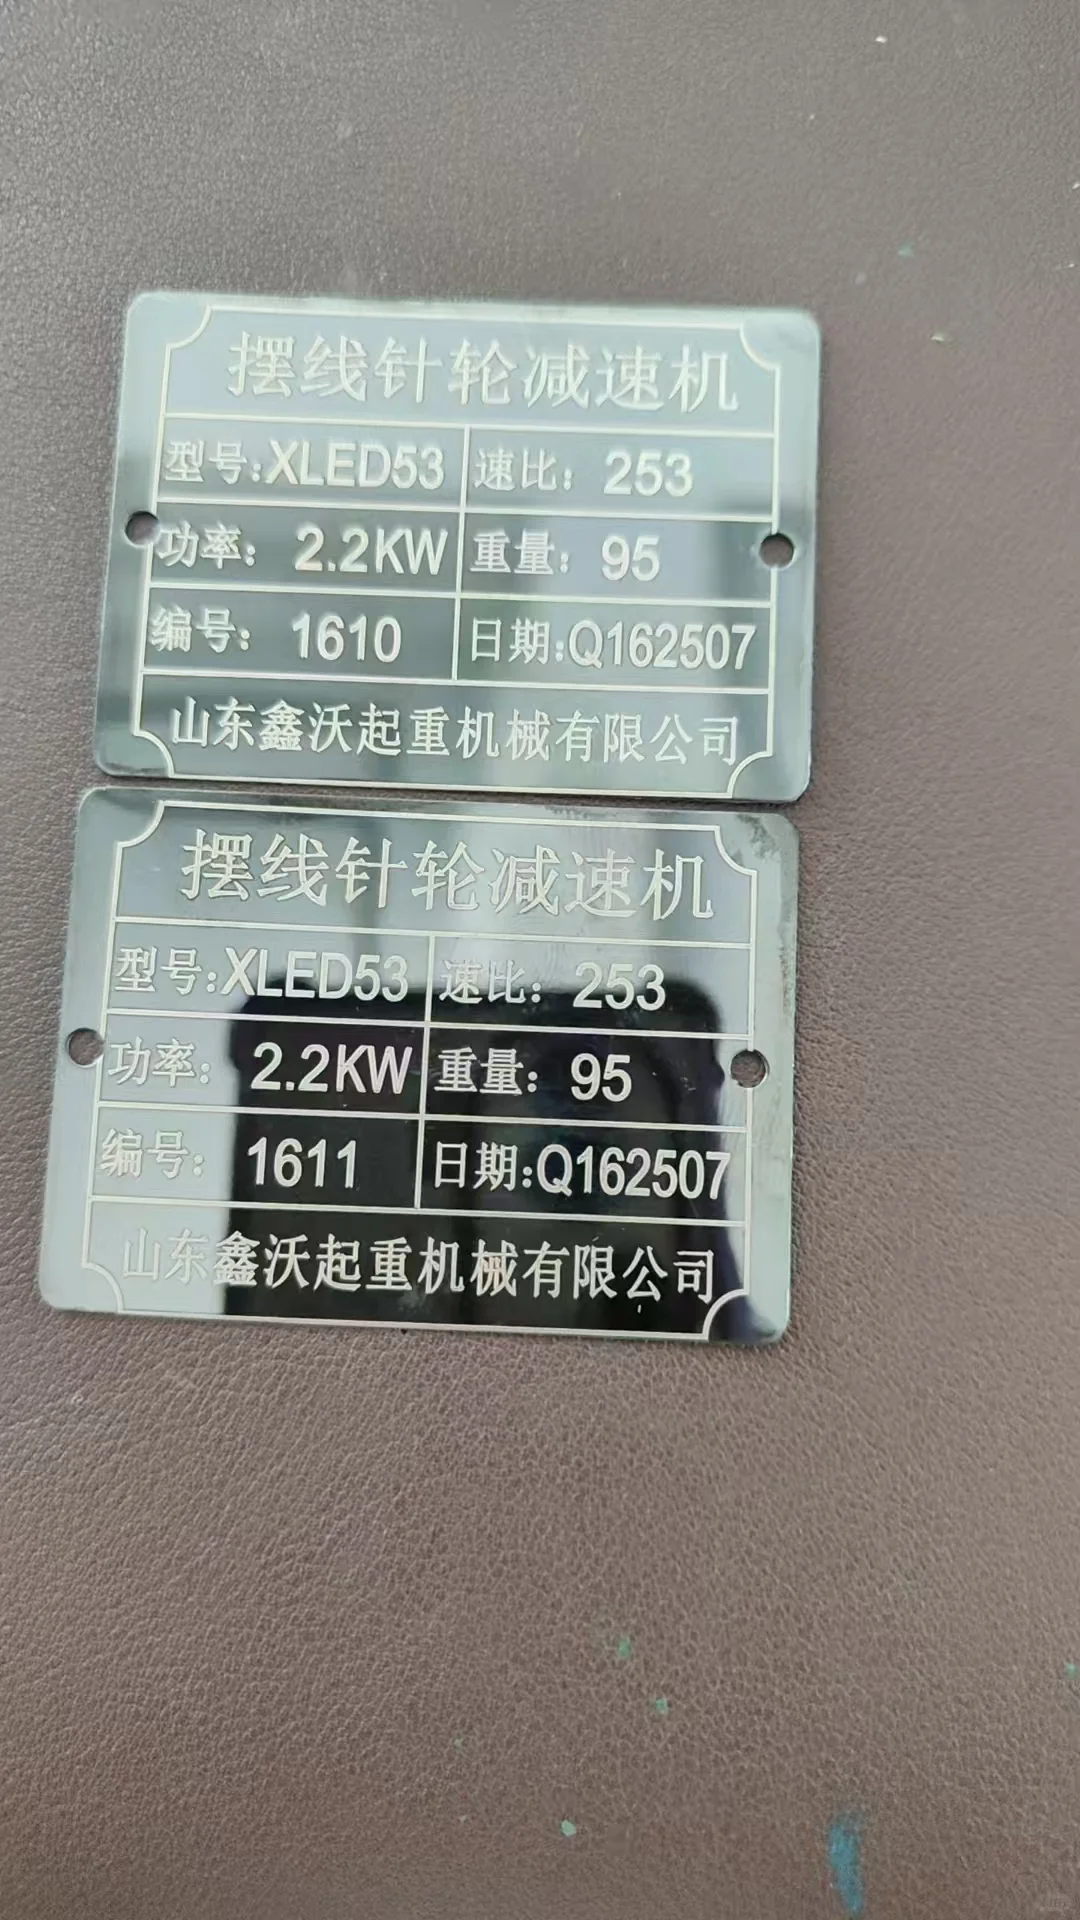 摆线针轮减速机
型号:XLED53 速比: 253
功率: 2.2KW 重量: 95
编号: 1610 日期:Q162507
山东鑫沃起重机械有限公司
摆线针轮减速机
型号:XLED53 速比: 253
功率: 2.2KW 重量: 95
编号: 1611 日期:Q162507
山东鑫沃起重机械有限公司